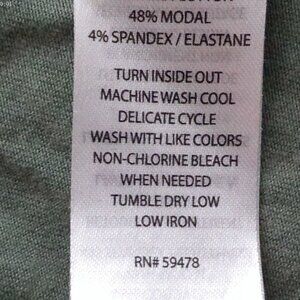 48% MODAL
4% SPANDEX / ELASTANE
TURN INSIDE OUT
MACHINE WASH COOL
DELICATE CYCLE
WASH WITH LIKE COLORS
NON-CHLORINE BLEACH
WHEN NEEDED
TUMBLE DRY LOW
LOW IRON
RN# 59478